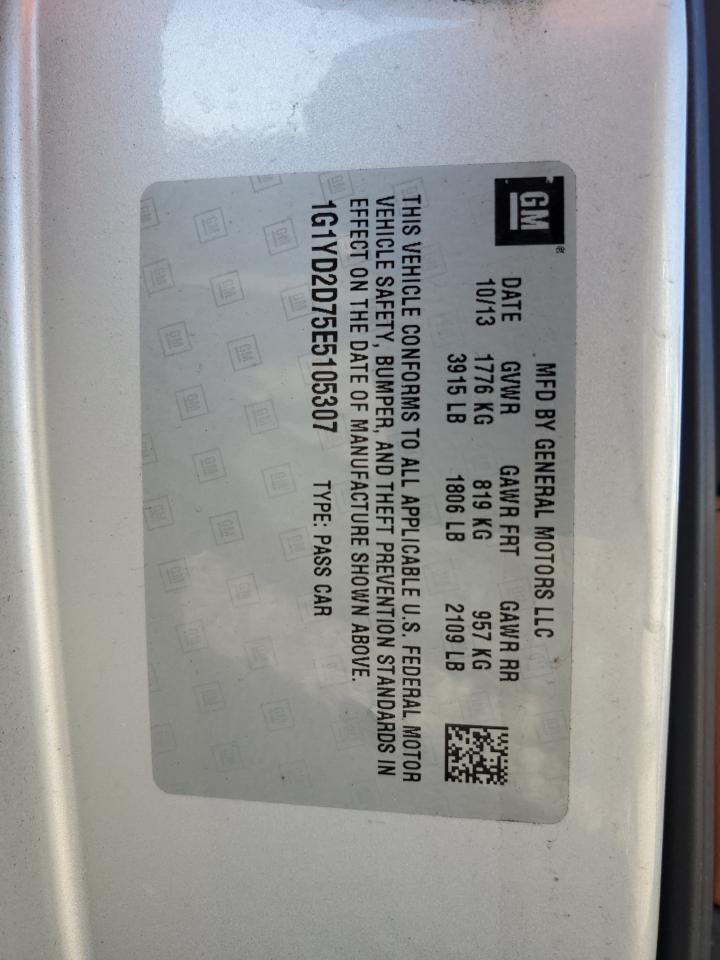 GM ®
MFD BY GENERAL MOTORS LLC
DATE GVWR GAWR FRT GAWR RR
10/13 1776 KG 819 KG 957 KG
3915 LB 1806 LB 2109 LB
THIS VEHICLE CONFORMS TO ALL APPLICABLE U.S. FEDERAL MOTOR
VEHICLE SAFETY, BUMPER, AND THEFT PREVENTION STANDARDS IN
EFFECT ON THE DATE OF MANUFACTURE SHOWN ABOVE.
1G1YD2D75E5105307 TYPE: PASS CAR